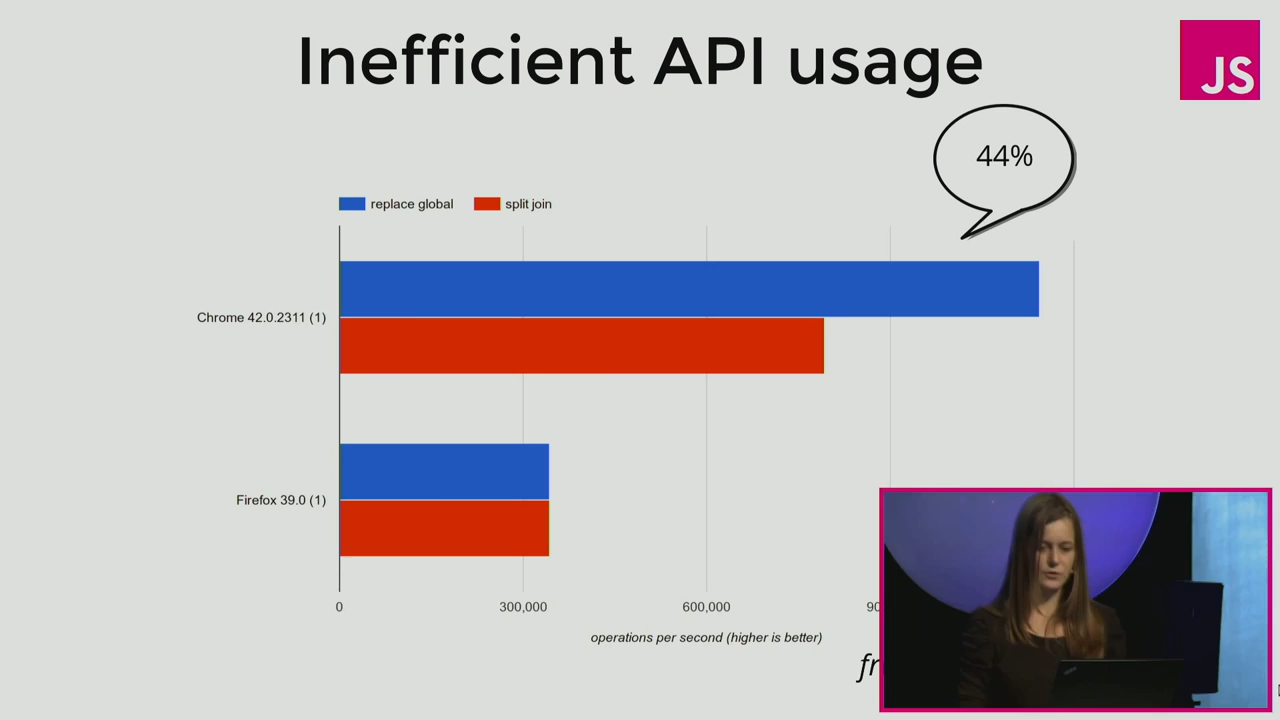 Inefficient API usage
JS
44%
replace global
split join
Chrome 42.0.2311 (1)
Firefox 39.0 (1)
0
300,000
600,000
operations per second (higher is better)